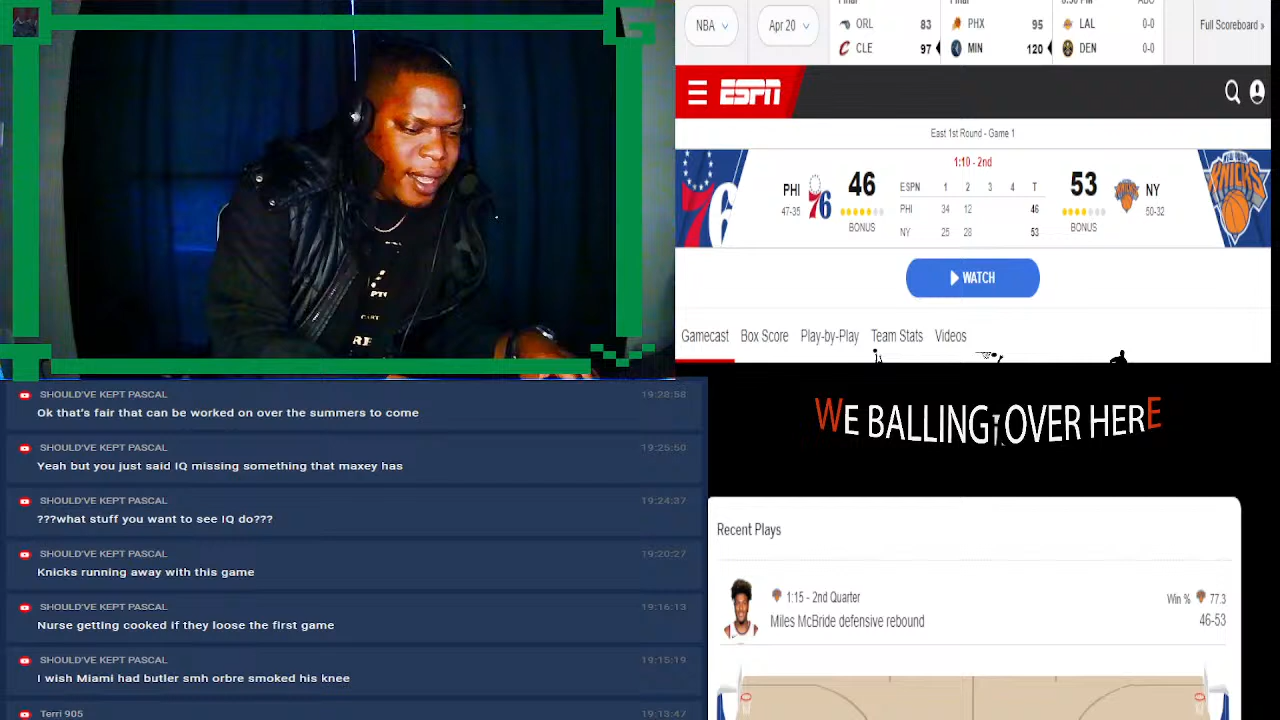 NBA
Apr 20
ORL 83
CLE 97
PHX 95
MIN 120
LAL 0-0
DEN 0-0
Full Scoreboard »
ESPN
East 1st Round - Game 1
1:10 - 2nd
PHI
47-35
46
BONUS
ESPN 1 2 3 4 T
PHI 34 12 46
NY 25 28 53
53
BONUS
NY
50-32
KNICKS
WATCH
Gamecast Box Score Play-by-Play Team Stats Videos
WE BALLING OVER HERE
SHOULD'VE KEPT PASCAL 19:28:58
Ok that's fair that can be worked on over the summers to come
SHOULD'VE KEPT PASCAL 19:25:50
Yeah but you just said IQ missing something that maxey has
SHOULD'VE KEPT PASCAL 19:24:37
???what stuff you want to see IQ do???
SHOULD'VE KEPT PASCAL 19:20:27
Knicks running away with this game
SHOULD'VE KEPT PASCAL 19:16:13
Nurse getting cooked if they loose the first game
SHOULD'VE KEPT PASCAL 19:15:19
I wish Miami had butler smh orbre smoked his knee
Terri 905 19:13:47
Recent Plays
1:15 - 2nd Quarter
Miles McBride defensive rebound
Win % 77.3
46-53